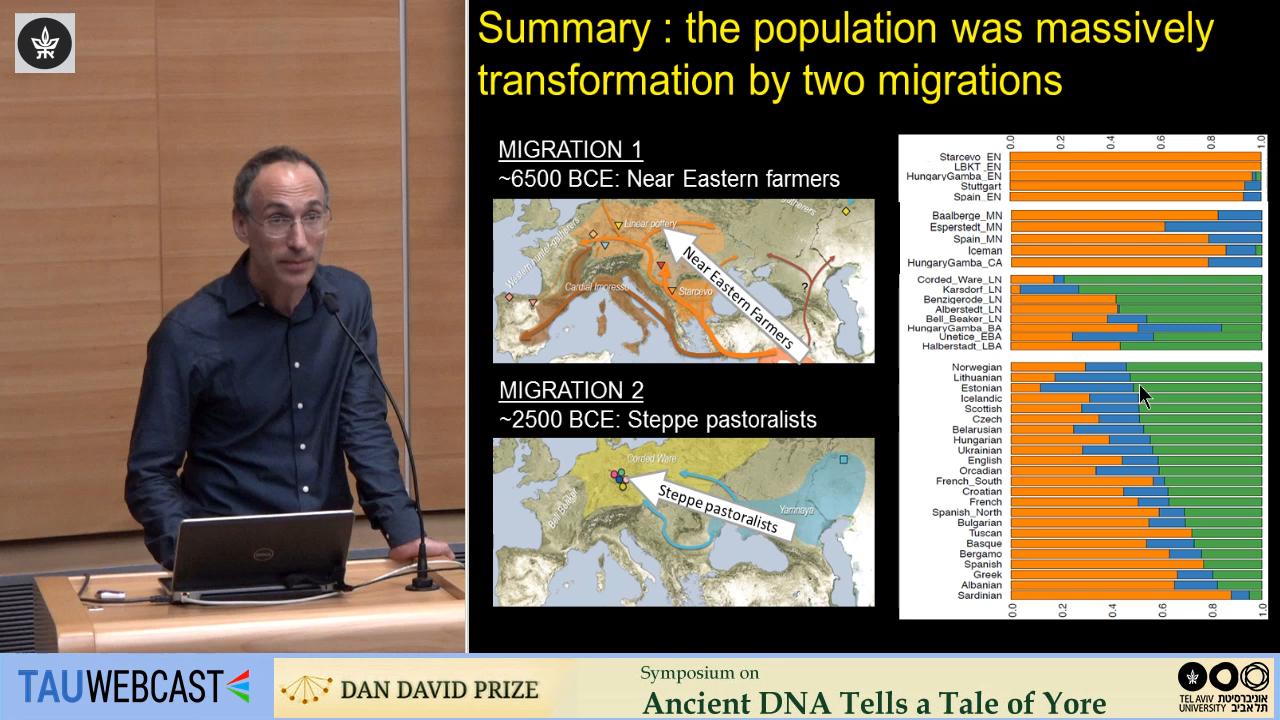 Summary : the population was massively
transformation by two migrations
MIGRATION 1
~6500 BCE: Near Eastern farmers
Western hunter-gatherers
Linear pottery
gatherers
Cardial Impresso
Starcevo
?
Near Eastern Farmers
MIGRATION 2
~2500 BCE: Steppe pastoralists
Corded Ware
Bell Beaker
Yamnaya
Steppe pastoralists
0.0 0.2 0.4 0.6 0.8 1.0
Starcevo_EN
LBKT_EN
HungaryGamba_EN
Stuttgart
Spain_EN
Baalberge_MN
Esperstedt_MN
Spain_MN
Iceman
HungaryGamba_CA
Corded_Ware_LN
Karsdorf_LN
Benzigerode_LN
Alberstedt_LN
Bell_Beaker_LN
HungaryGamba_BA
Unetice_EBA
Halberstadt_LBA
Norwegian
Lithuanian
Estonian
Icelandic
Scottish
Czech
Belarusian
Hungarian
Ukrainian
English
Orcadian
French_South
Croatian
French
Spanish_North
Bulgarian
Tuscan
Basque
Bergamo
Spanish
Greek
Albanian
Sardinian
0.0 0.2 0.4 0.6 0.8 1.0
DELL
TAUWEBCAST
DAN DAVID PRIZE
Symposium on
Ancient DNA Tells a Tale of Yore
TEL AVIV אוניברסיטת
UNIVERSITY תל אביב